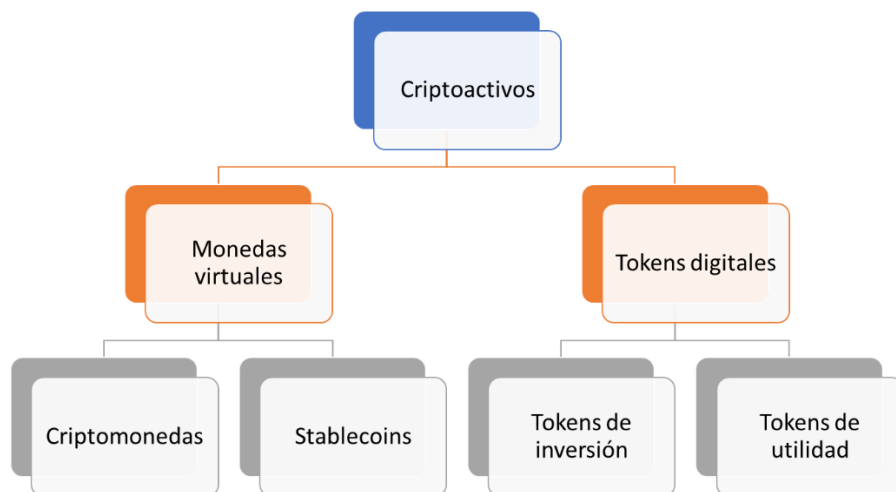 Criptoactivos
Monedas
virtuales
Tokens digitales
Criptomonedas
Stablecoins
Tokens de
inversión
Tokens de
utilidad